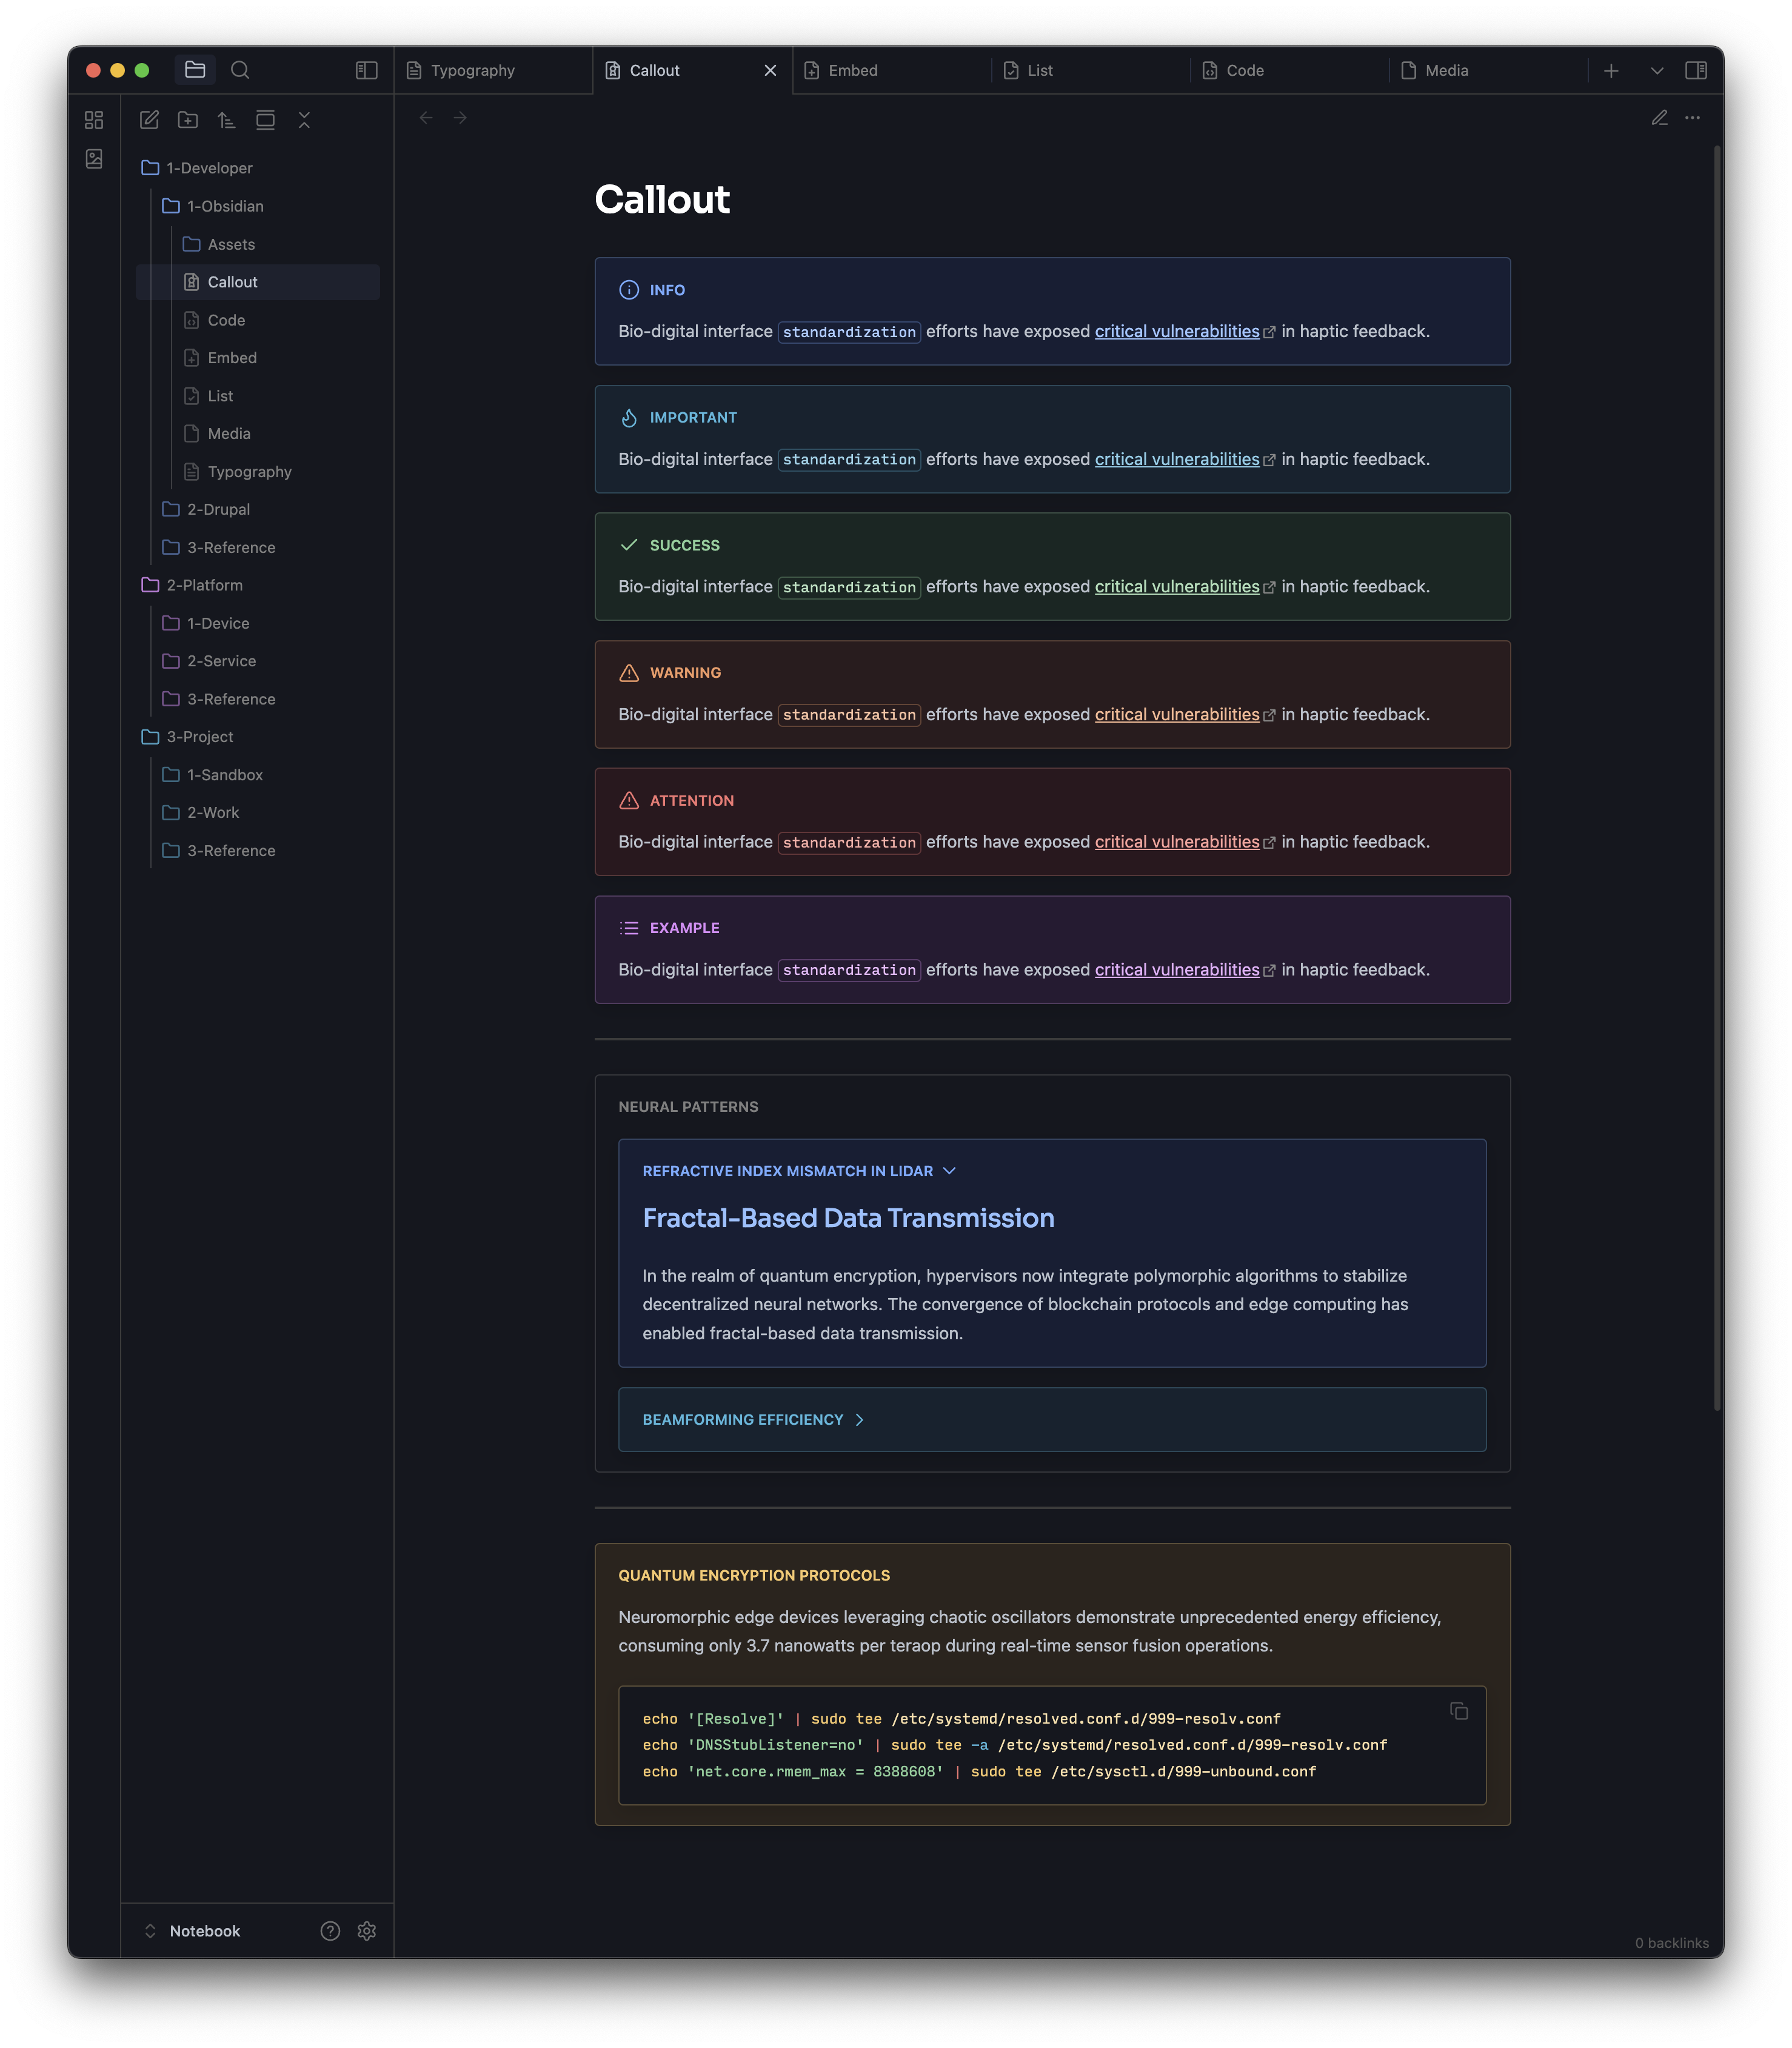 Typography
Callout
Embed
List
Code
Media
1-Developer
1-Obsidian
Assets
Callout
Code
Embed
List
Media
Typography
2-Drupal
3-Reference
2-Platform
1-Device
2-Service
3-Reference
3-Project
1-Sandbox
2-Work
3-Reference
Notebook
Callout
INFO
Bio-digital interface standardization efforts have exposed critical vulnerabilities in haptic feedback.
IMPORTANT
Bio-digital interface standardization efforts have exposed critical vulnerabilities in haptic feedback.
SUCCESS
Bio-digital interface standardization efforts have exposed critical vulnerabilities in haptic feedback.
WARNING
Bio-digital interface standardization efforts have exposed critical vulnerabilities in haptic feedback.
ATTENTION
Bio-digital interface standardization efforts have exposed critical vulnerabilities in haptic feedback.
EXAMPLE
Bio-digital interface standardization efforts have exposed critical vulnerabilities in haptic feedback.
NEURAL PATTERNS
REFRACTIVE INDEX MISMATCH IN LIDAR
Fractal-Based Data Transmission
In the realm of quantum encryption, hypervisors now integrate polymorphic algorithms to stabilize
decentralized neural networks. The convergence of blockchain protocols and edge computing has
enabled fractal-based data transmission.
BEAMFORMING EFFICIENCY
QUANTUM ENCRYPTION PROTOCOLS
Neuromorphic edge devices leveraging chaotic oscillators demonstrate unprecedented energy efficiency,
consuming only 3.7 nanowatts per teraop during real-time sensor fusion operations.
echo '[Resolve]' | sudo tee /etc/systemd/resolved.conf.d/999-resolv.conf
echo 'DNSStubListener=no' | sudo tee -a /etc/systemd/resolved.conf.d/999-resolv.conf
echo 'net.core.rmem_max = 8388608' | sudo tee /etc/sysctl.d/999-unbound.conf
0 backlinks